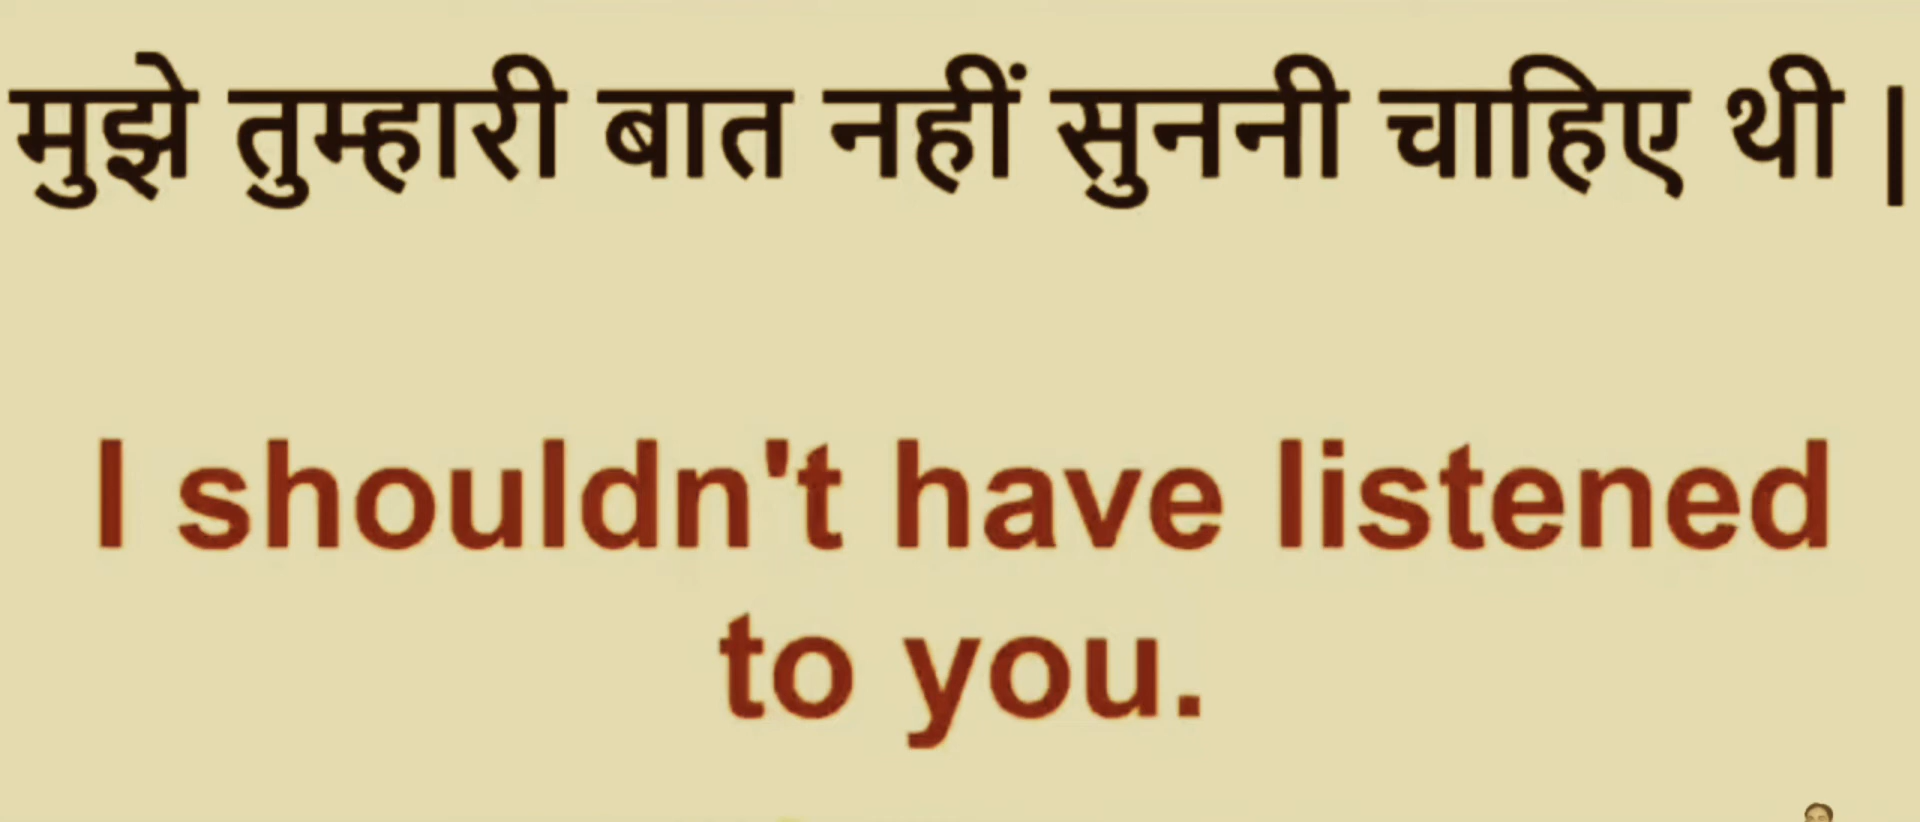 मुझे तुम्हारी बात नहीं सुननी चाहिए थी |
I shouldn't have listened
to you.